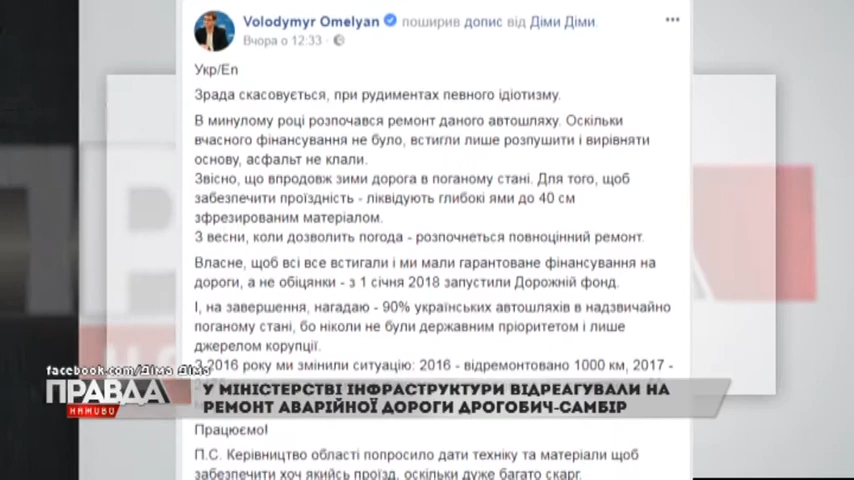 Volodymyr Omelyan поширив допис від Діми Діми.
Вчора о 12:33
Укр/En
Зрада скасовується, при рудиментах певного ідіотизму.
В минулому році розпочався ремонт даного автошляху. Оскільки
вчасного фінансування не було, встигли лише розпушити і вирівняти
основу, асфальт не клали.
Звісно, що впродовж зими дорога в поганому стані. Для того, щоб
забезпечити проїздність - ліквідують глибокі ями до 40 см
зфрезированим матеріалом.
З весни, коли дозволить погода - розпочнеться повноцінний ремонт.
Власне, щоб всі все встигали і ми мали гарантоване фінансування на
дороги, а не обіцянки - з 1 січня 2018 запустили Дорожній фонд.
І, на завершення, нагадаю - 90% українських автошляхів в надзвичайно
поганому стані, бо ніколи не були державним пріоритетом і лише
джерелом корупції.
З 2016 року ми змінили ситуацію: 2016 - відремонтовано 1000 км, 2017 -
facebook.com/Діма Діма
ПРАВДА
НАЖИВО
У МІНІСТЕРСТВІ ІНФРАСТРУКТУРИ ВІДРЕАГУВАЛИ НА
РЕМОНТ АВАРІЙНОЇ ДОРОГИ ДРОГОБИЧ-САМБІР
Працюємо!
П.С. Керівництво області попросило дати техніку та матеріали щоб
забезпечити хоч якийсь проїзд, оскільки дуже багато скарг.